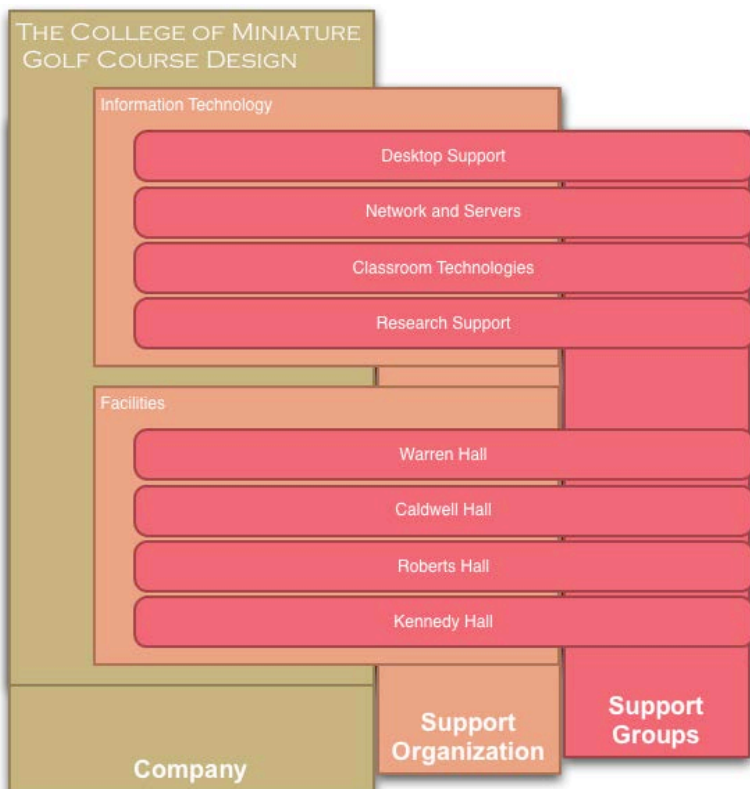 THE COLLEGE OF MINIATURE
GOLF COURSE DESIGN
Information Technology
Desktop Support
Network and Servers
Classroom Technologies
Research Support
Facilities
Warren Hall
Caldwell Hall
Roberts Hall
Kennedy Hall
Company
Support
Organization
Support
Groups